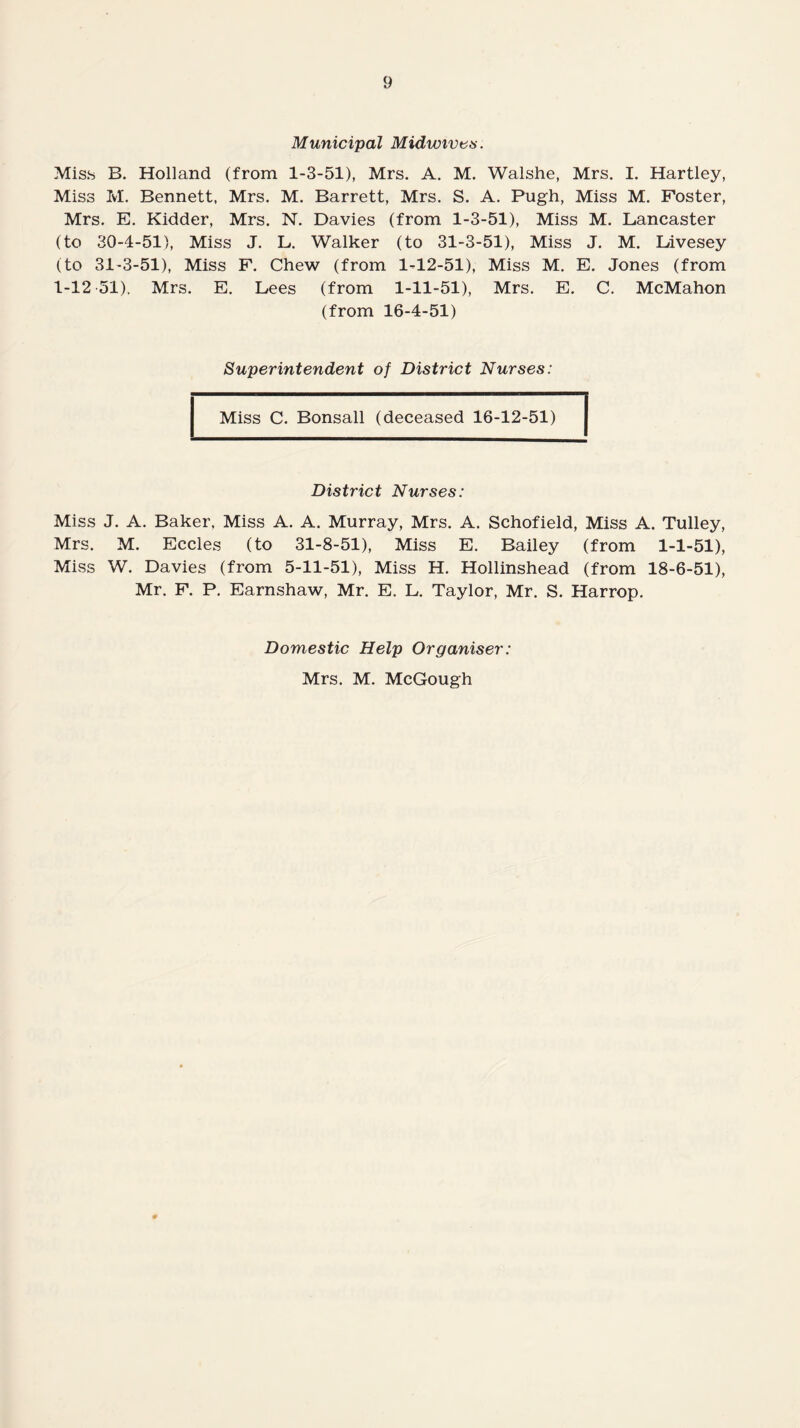 9
Municipal Midwives.
Miss B. Holland (from 1-3-51), Mrs. A. M. Walshe, Mrs. I. Hartley,
Miss M. Bennett, Mrs. M. Barrett, Mrs. S. A. Pugh, Miss M. Foster,
Mrs. E. Kidder, Mrs. N. Davies (from 1-3-51), Miss M. Lancaster
(to 30-4-51), Miss J. L. Walker (to 31-3-51), Miss J. M. Livesey
(to 31-3-51), Miss F. Chew (from 1-12-51), Miss M. E. Jones (from
1-12 51). Mrs. E. Lees (from 1-11-51), Mrs. E. C. McMahon
(from 16-4-51)
Superintendent of District Nurses:
Miss C. Bonsall (deceased 16-12-51)
District Nurses:
Miss J. A. Baker, Miss A. A. Murray, Mrs. A. Schofield, Miss A. Tulley,
Mrs. M. Eccles (to 31-8-51), Miss E. Bailey (from 1-1-51),
Miss W. Davies (from 5-11-51), Miss H. Hollinshead (from 18-6-51),
Mr. F. P. Earnshaw, Mr. E. L. Taylor, Mr. S. Harrop.
Domestic Help Organiser:
Mrs. M. McGough